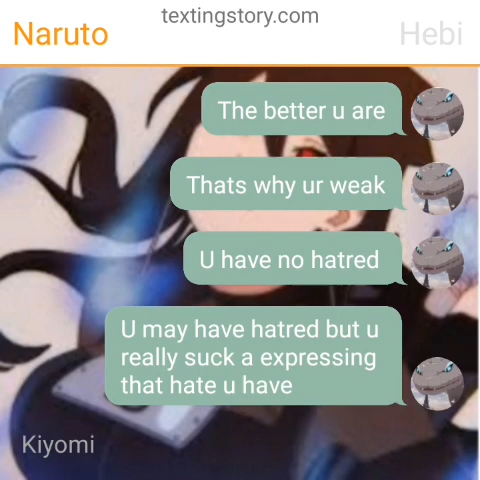 textingstory.com
Naruto
Hebi
The better u are
Thats why ur weak
U have no hatred
U may have hatred but u
really suck a expressing
that hate u have
Kiyomi